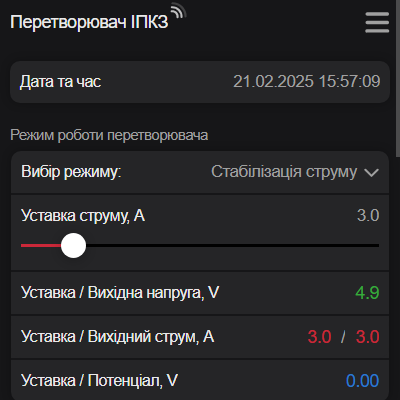 Перетворювач ІПКЗ
Дата та час 21.02.2025 15:57:09
Режим роботи перетворювача
Вибір режиму: Стабілізація струму
Уставка струму, А 3.0
Уставка / Вихідна напруга, V 4.9
Уставка / Вихідний струм, А 3.0 / 3.0
Уставка / Потенціал, V 0.00